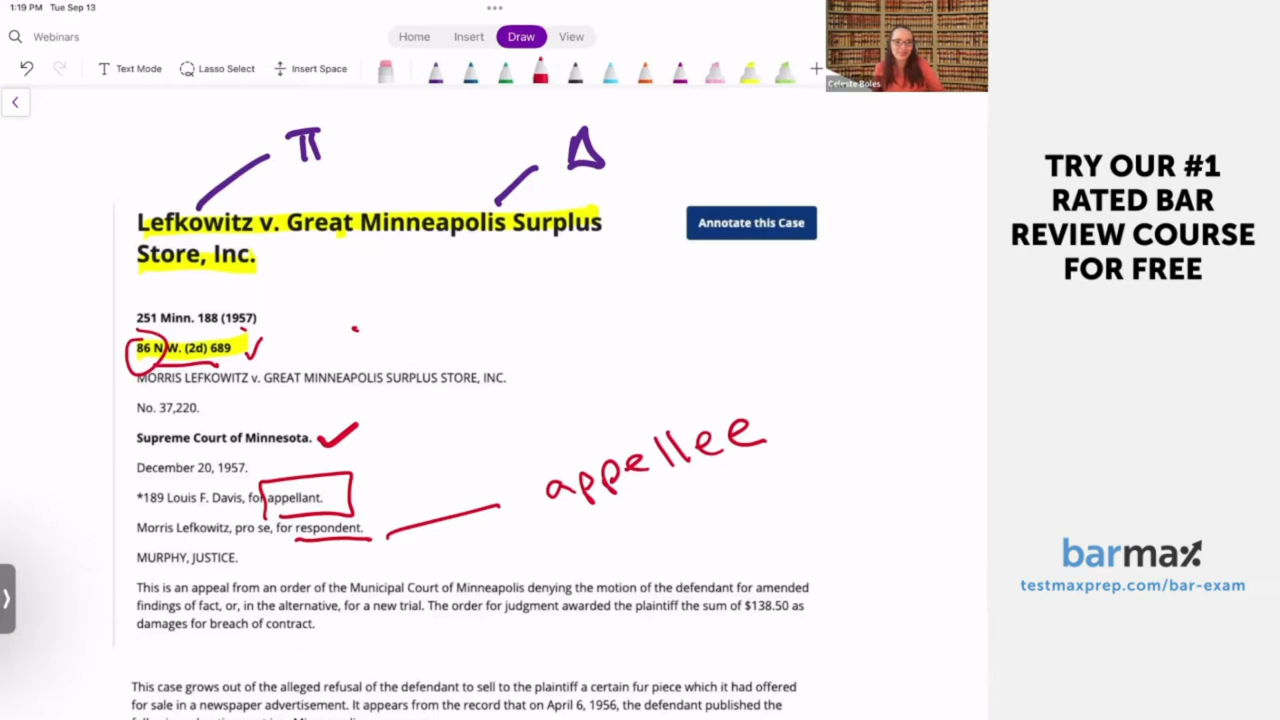 1:19 PM Tue Sep 13
Webinars
Home Insert Draw View
Text Mode Lasso Select Insert Space
Celeste Boles
π Δ
Lefkowitz v. Great Minneapolis Surplus
Store, Inc.
Annotate this Case
251 Minn. 188 (1957)
86 N.W. (2d) 689
MORRIS LEFKOWITZ v. GREAT MINNEAPOLIS SURPLUS STORE, INC.
No. 37,220.
Supreme Court of Minnesota.
December 20, 1957.
*189 Louis F. Davis, for appellant.
appellee
Morris Lefkowitz, pro se, for respondent.
MURPHY, JUSTICE.
This is an appeal from an order of the Municipal Court of Minneapolis denying the motion of the defendant for amended
findings of fact, or, in the alternative, for a new trial. The order for judgment awarded the plaintiff the sum of $138.50 as
damages for breach of contract.
This case grows out of the alleged refusal of the defendant to sell to the plaintiff a certain fur piece which it had offered
for sale in a newspaper advertisement. It appears from the record that on April 6, 1956, the defendant published the
TRY OUR #1
RATED BAR
REVIEW COURSE
FOR FREE
barmax
testmaxprep.com/bar-exam